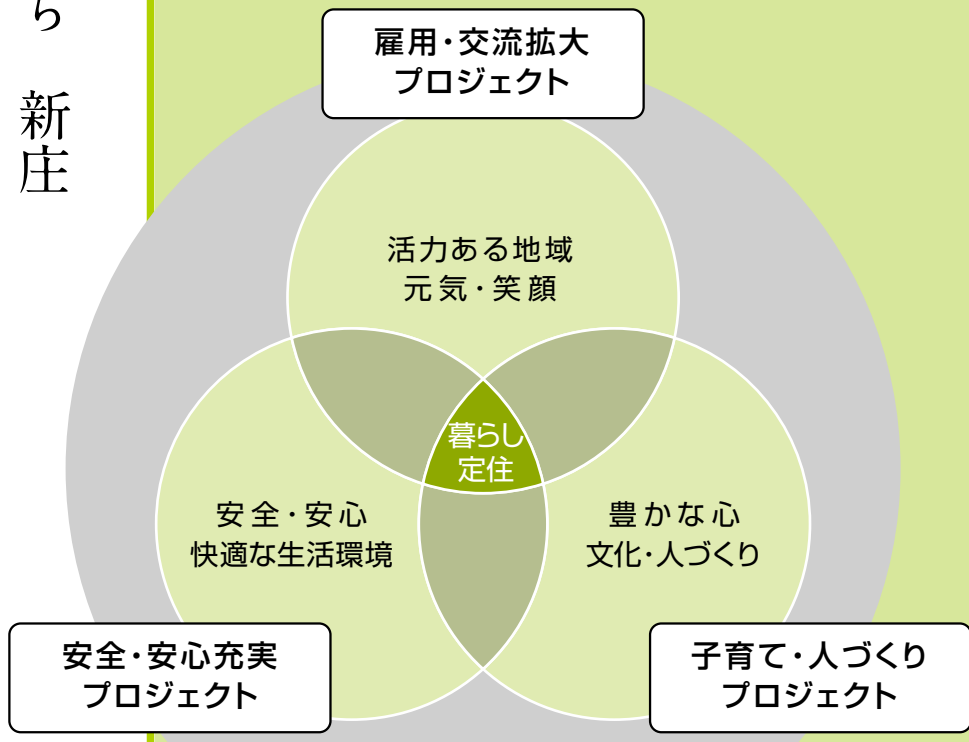 ら 新庄
雇用・交流拡大
プロジェクト
活力ある地域
元気・笑顔
暮らし
定住
安全・安心
快適な生活環境
豊かな心
文化・人づくり
安全・安心充実
プロジェクト
子育て・人づくり
プロジェクト